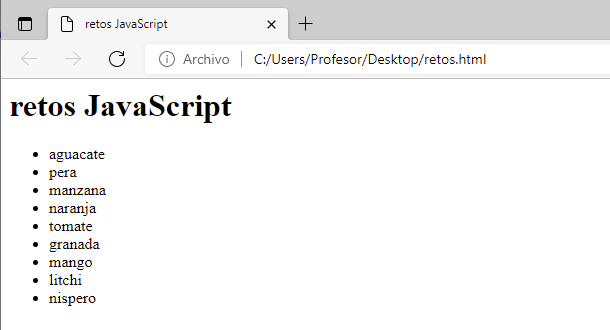 retos JavaScript
Archivo C:/Users/Profesor/Desktop/retos.html
retos JavaScript
aguacate
pera
manzana
naranja
tomate
granada
mango
litchi
nispero